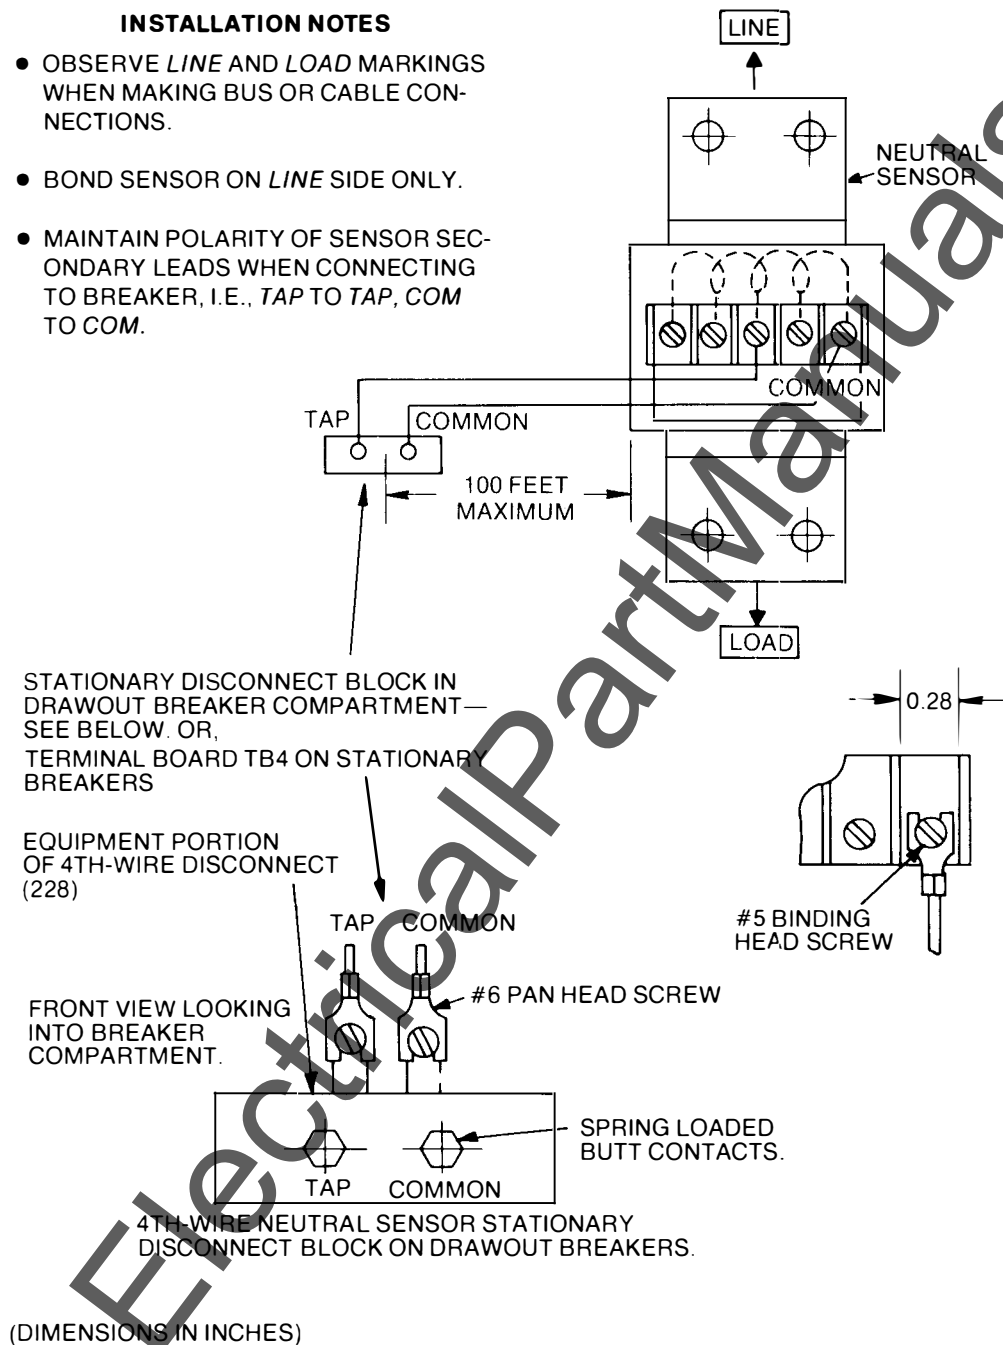 INSTALLATION NOTES
● OBSERVE LINE AND LOAD MARKINGS
WHEN MAKING BUS OR CABLE CON-
NECTIONS.
● BOND SENSOR ON LINE SIDE ONLY.
● MAINTAIN POLARITY OF SENSOR SEC-
ONDARY LEADS WHEN CONNECTING
TO BREAKER, I.E., TAP TO TAP, COM
TO COM.
LINE
NEUTRAL
SENSOR
COMMON
TAP
COMMON
100 FEET
MAXIMUM
LOAD
STATIONARY DISCONNECT BLOCK IN
DRAWOUT BREAKER COMPARTMENT—
SEE BELOW. OR,
TERMINAL BOARD TB4 ON STATIONARY
BREAKERS
0.28
#5 BINDING
HEAD SCREW
EQUIPMENT PORTION
OF 4TH-WIRE DISCONNECT
(228)
TAP COMMON
#6 PAN HEAD SCREW
FRONT VIEW LOOKING
INTO BREAKER
COMPARTMENT.
SPRING LOADED
BUTT CONTACTS.
TAP COMMON
4TH-WIRE NEUTRAL SENSOR STATIONARY
DISCONNECT BLOCK ON DRAWOUT BREAKERS.
(DIMENSIONS IN INCHES)
ElectricalPartManuals